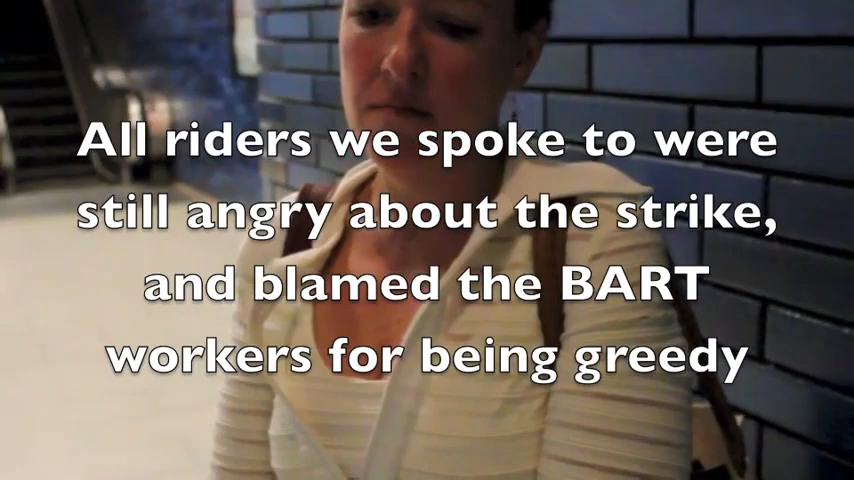 All riders we spoke to were
still angry about the strike,
and blamed the BART
workers for being greedy